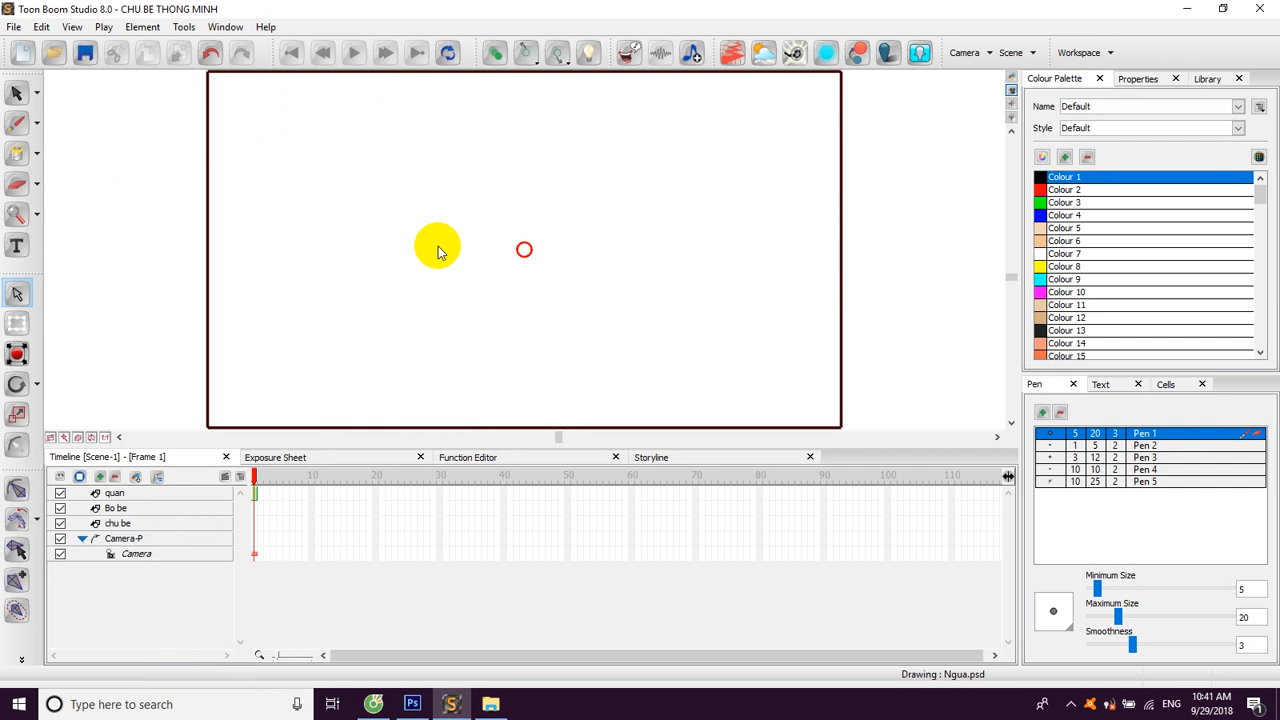 Toon Boom Studio 8.0 - CHU BE THONG MINH
File Edit View Play Element Tools Window Help
Camera Scene Workspace
Colour Palette Properties Library
Name Default
Style Default
Colour 1
Colour 2
Colour 3
Colour 4
Colour 5
Colour 6
Colour 7
Colour 8
Colour 9
Colour 10
Colour 11
Colour 12
Colour 13
Colour 14
Colour 15
Pen Text Cells
5 20 3 Pen 1
1 5 2 Pen 2
3 12 2 Pen 3
10 10 2 Pen 4
10 25 2 Pen 5
Minimum Size
5
Maximum Size
20
Smoothness
3
1:1
Timeline [Scene-1] - [Frame 1] Exposure Sheet Function Editor Storyline
10 20 30 40 50 60 70 80 90 100 110
quan
Bo be
chu be
Camera-P
Camera
Drawing : Ngua.psd
Type here to search
Ps
ENG
10:41 AM
9/29/2018
1